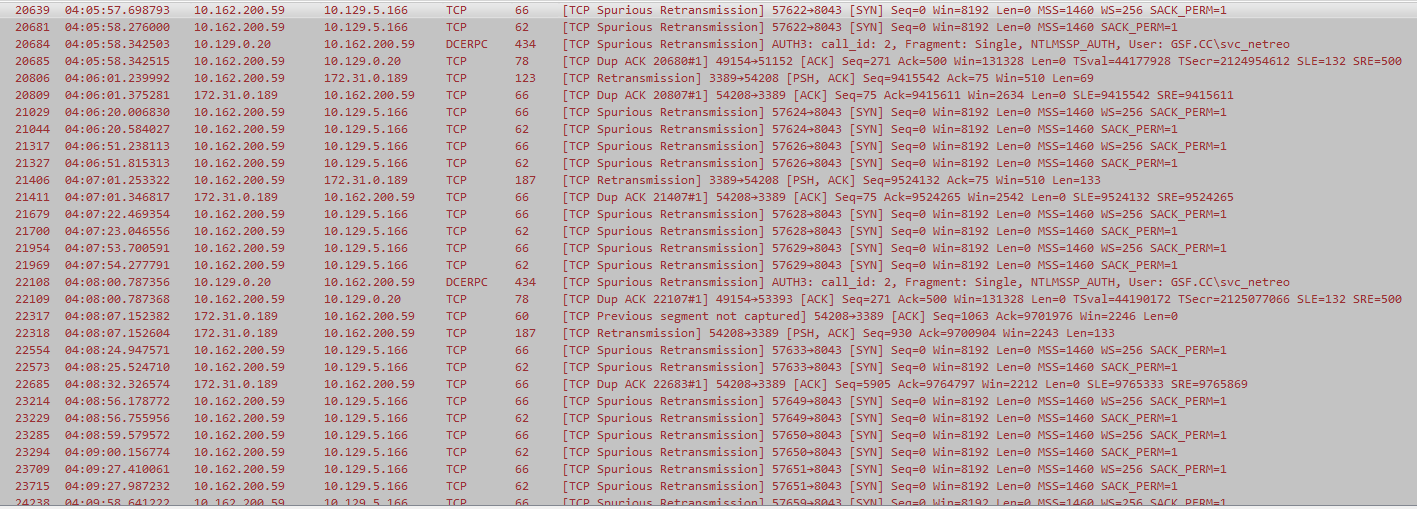 20639 04:05:57.698793 10.162.200.59 10.129.5.166 TCP 66 [TCP Spurious Retransmission] 57622→8043 [SYN] Seq=0 Win=8192 Len=0 MSS=1460 WS=256 SACK_PERM=1
20681 04:05:58.276000 10.162.200.59 10.129.5.166 TCP 62 [TCP Spurious Retransmission] 57622→8043 [SYN] Seq=0 Win=8192 Len=0 MSS=1460 SACK_PERM=1
20684 04:05:58.342503 10.129.0.20 10.162.200.59 DCERPC 434 [TCP Spurious Retransmission] AUTH3: call_id: 2, Fragment: Single, NTLMSSP_AUTH, User: GSF.CC\svc_netreo
20685 04:05:58.342515 10.162.200.59 10.129.0.20 TCP 78 [TCP Dup ACK 20680#1] 49154→51152 [ACK] Seq=271 Ack=500 Win=131328 Len=0 TSval=44177928 TSecr=2124954612 SLE=132 SRE=500
20806 04:06:01.239992 10.162.200.59 172.31.0.189 TCP 123 [TCP Retransmission] 3389→54208 [PSH, ACK] Seq=9415542 Ack=75 Win=510 Len=69
20809 04:06:01.375281 172.31.0.189 10.162.200.59 TCP 66 [TCP Dup ACK 20807#1] 54208→3389 [ACK] Seq=75 Ack=9415611 Win=2634 Len=0 SLE=9415542 SRE=9415611
21029 04:06:20.006830 10.162.200.59 10.129.5.166 TCP 66 [TCP Spurious Retransmission] 57624→8043 [SYN] Seq=0 Win=8192 Len=0 MSS=1460 WS=256 SACK_PERM=1
21044 04:06:20.584027 10.162.200.59 10.129.5.166 TCP 62 [TCP Spurious Retransmission] 57624→8043 [SYN] Seq=0 Win=8192 Len=0 MSS=1460 SACK_PERM=1
21317 04:06:51.238113 10.162.200.59 10.129.5.166 TCP 66 [TCP Spurious Retransmission] 57626→8043 [SYN] Seq=0 Win=8192 Len=0 MSS=1460 WS=256 SACK_PERM=1
21327 04:06:51.815313 10.162.200.59 10.129.5.166 TCP 62 [TCP Spurious Retransmission] 57626→8043 [SYN] Seq=0 Win=8192 Len=0 MSS=1460 SACK_PERM=1
21406 04:07:01.253322 10.162.200.59 172.31.0.189 TCP 187 [TCP Retransmission] 3389→54208 [PSH, ACK] Seq=9524132 Ack=75 Win=510 Len=133
21411 04:07:01.346817 172.31.0.189 10.162.200.59 TCP 66 [TCP Dup ACK 21407#1] 54208→3389 [ACK] Seq=75 Ack=9524265 Win=2542 Len=0 SLE=9524132 SRE=9524265
21679 04:07:22.469354 10.162.200.59 10.129.5.166 TCP 66 [TCP Spurious Retransmission] 57628→8043 [SYN] Seq=0 Win=8192 Len=0 MSS=1460 WS=256 SACK_PERM=1
21700 04:07:23.046556 10.162.200.59 10.129.5.166 TCP 62 [TCP Spurious Retransmission] 57628→8043 [SYN] Seq=0 Win=8192 Len=0 MSS=1460 SACK_PERM=1
21954 04:07:53.700591 10.162.200.59 10.129.5.166 TCP 66 [TCP Spurious Retransmission] 57629→8043 [SYN] Seq=0 Win=8192 Len=0 MSS=1460 WS=256 SACK_PERM=1
21969 04:07:54.277791 10.162.200.59 10.129.5.166 TCP 62 [TCP Spurious Retransmission] 57629→8043 [SYN] Seq=0 Win=8192 Len=0 MSS=1460 SACK_PERM=1
22108 04:08:00.787356 10.129.0.20 10.162.200.59 DCERPC 434 [TCP Spurious Retransmission] AUTH3: call_id: 2, Fragment: Single, NTLMSSP_AUTH, User: GSF.CC\svc_netreo
22109 04:08:00.787368 10.162.200.59 10.129.0.20 TCP 78 [TCP Dup ACK 22107#1] 49154→53393 [ACK] Seq=271 Ack=500 Win=131328 Len=0 TSval=44190172 TSecr=2125077066 SLE=132 SRE=500
22317 04:08:07.152382 172.31.0.189 10.162.200.59 TCP 60 [TCP Previous segment not captured] 54208→3389 [ACK] Seq=1063 Ack=9701976 Win=2246 Len=0
22318 04:08:07.152604 172.31.0.189 10.162.200.59 TCP 187 [TCP Retransmission] 54208→3389 [PSH, ACK] Seq=930 Ack=9700904 Win=2243 Len=133
22554 04:08:24.947571 10.162.200.59 10.129.5.166 TCP 66 [TCP Spurious Retransmission] 57633→8043 [SYN] Seq=0 Win=8192 Len=0 MSS=1460 WS=256 SACK_PERM=1
22573 04:08:25.524710 10.162.200.59 10.129.5.166 TCP 62 [TCP Spurious Retransmission] 57633→8043 [SYN] Seq=0 Win=8192 Len=0 MSS=1460 SACK_PERM=1
22685 04:08:32.326574 172.31.0.189 10.162.200.59 TCP 66 [TCP Dup ACK 22683#1] 54208→3389 [ACK] Seq=5905 Ack=9764797 Win=2212 Len=0 SLE=9765333 SRE=9765869
23214 04:08:56.178772 10.162.200.59 10.129.5.166 TCP 66 [TCP Spurious Retransmission] 57649→8043 [SYN] Seq=0 Win=8192 Len=0 MSS=1460 WS=256 SACK_PERM=1
23229 04:08:56.755956 10.162.200.59 10.129.5.166 TCP 62 [TCP Spurious Retransmission] 57649→8043 [SYN] Seq=0 Win=8192 Len=0 MSS=1460 SACK_PERM=1
23285 04:08:59.579572 10.162.200.59 10.129.5.166 TCP 66 [TCP Spurious Retransmission] 57650→8043 [SYN] Seq=0 Win=8192 Len=0 MSS=1460 WS=256 SACK_PERM=1
23294 04:09:00.156774 10.162.200.59 10.129.5.166 TCP 62 [TCP Spurious Retransmission] 57650→8043 [SYN] Seq=0 Win=8192 Len=0 MSS=1460 SACK_PERM=1
23709 04:09:27.410061 10.162.200.59 10.129.5.166 TCP 66 [TCP Spurious Retransmission] 57651→8043 [SYN] Seq=0 Win=8192 Len=0 MSS=1460 WS=256 SACK_PERM=1
23715 04:09:27.987232 10.162.200.59 10.129.5.166 TCP 62 [TCP Spurious Retransmission] 57651→8043 [SYN] Seq=0 Win=8192 Len=0 MSS=1460 SACK_PERM=1
24238 04:09:58.641222 10.162.200.59 10.129.5.166 TCP 66 [TCP Spurious Retransmission] 57659→8043 [SYN] Seq=0 Win=8192 Len=0 MSS=1460 WS=256 SACK_PERM=1